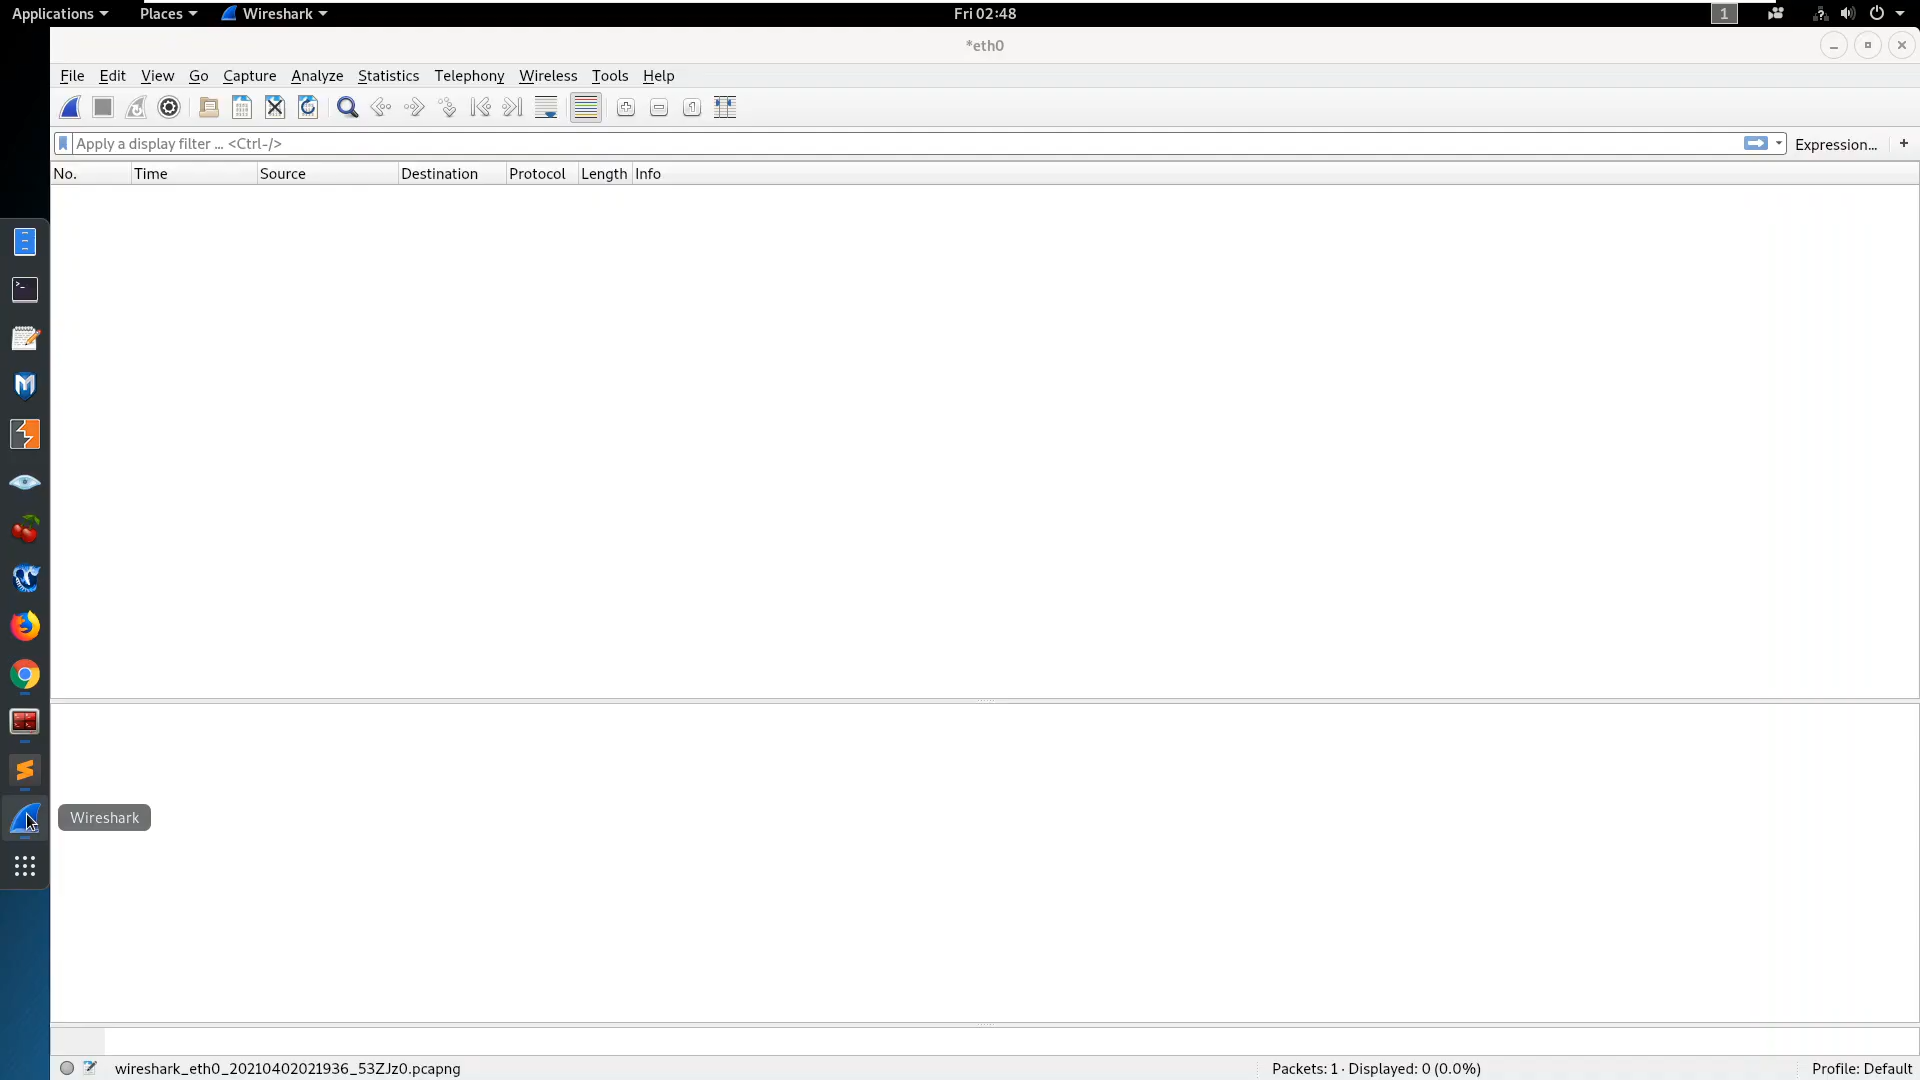 Applications Places Wireshark Fri 02:48 1
*eth0
File Edit View Go Capture Analyze Statistics Telephony Wireless Tools Help
Apply a display filter ... <Ctrl-/> Expression... +
No. Time Source Destination Protocol Length Info
Wireshark
wireshark_eth0_20210402021936_53ZJz0.pcapng Packets: 1 · Displayed: 0 (0.0%) Profile: Default